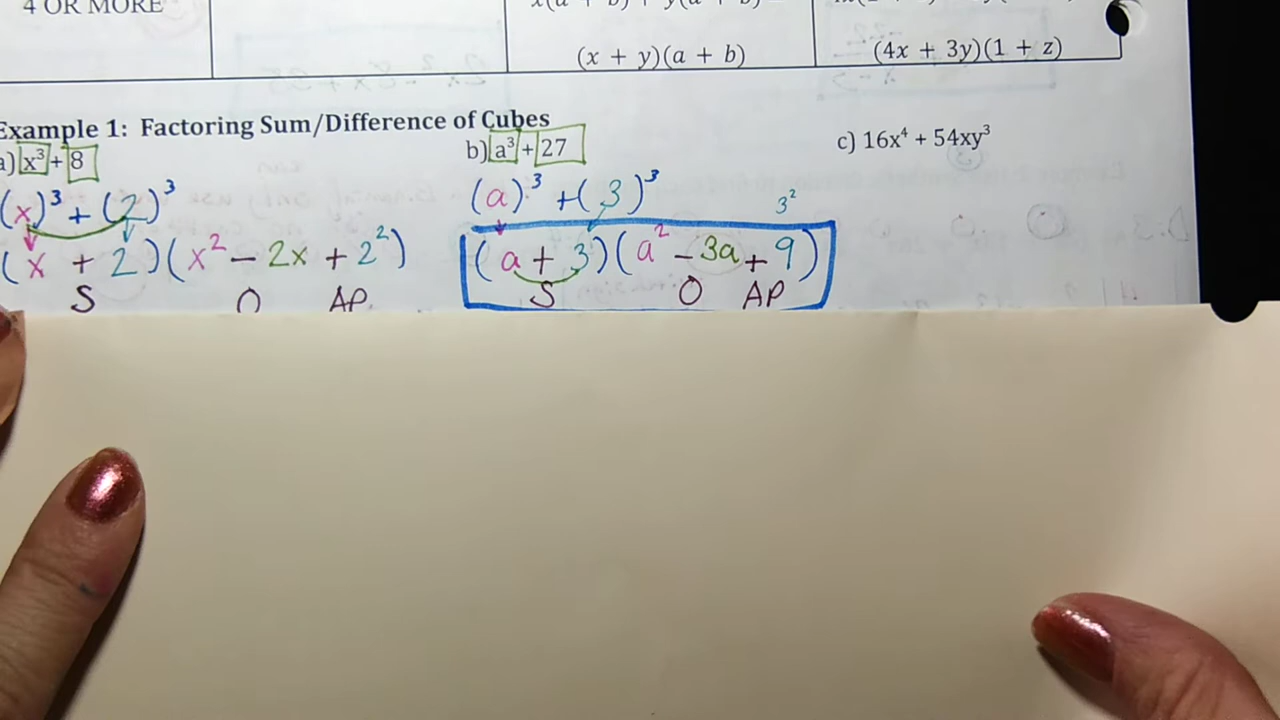 4 OR MORE
(x + y)(a + b)
(4x + 3y)(1 + z)
Example 1: Factoring Sum/Difference of Cubes
a) x³ + 8
(x)³ + (2)³
(x + 2)(x² − 2x + 2²)
S O AP.
b) a³ + 27
(a)³ + (3)³
3²
(a + 3)(a² − 3a + 9)
S O AP
c) 16x⁴ + 54xy³